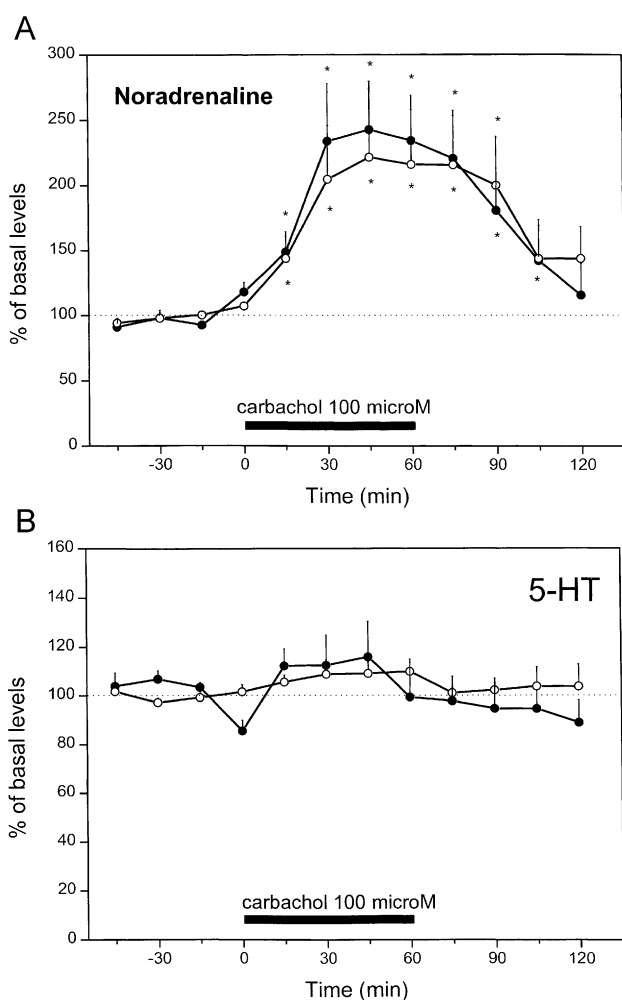 A
300
Noradrenaline
* * * * * *
250
*
200
* * * *
*
150
* *
100
50
carbachol 100 microM
0
-30 0 30 60 90 120
Time (min)
% of basal levels
B
160
5-HT
140
120
100
80
60
40
20
carbachol 100 microM
0
-30 0 30 60 90 120
Time (min)
% of basal levels